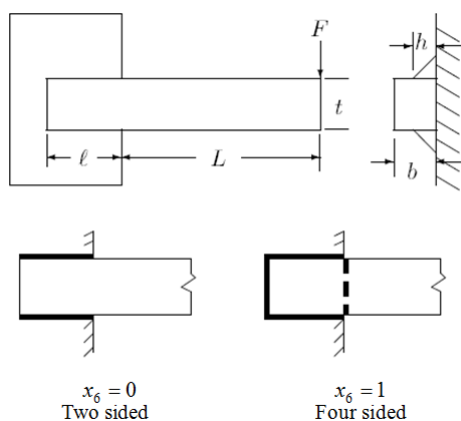 F
h
t
ℓ
L
b
x₆ = 0
Two sided
x₆ = 1
Four sided